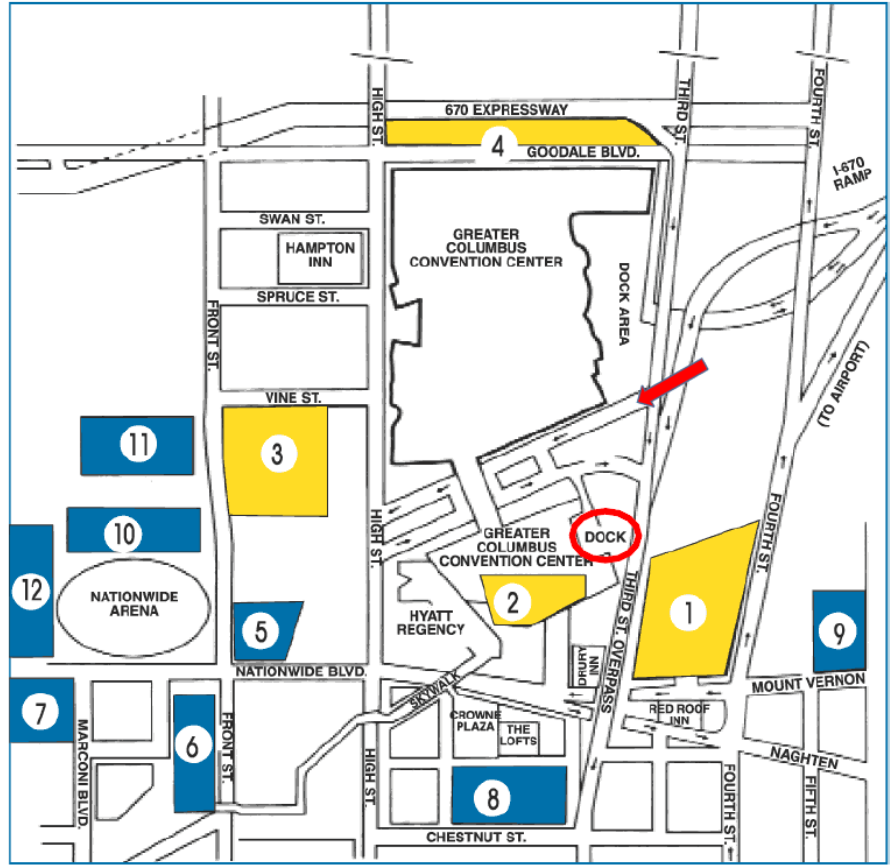 HIGH ST.
670 EXPRESSWAY
THIRD ST.
FOURTH ST.
4
GOODALE BLVD.
I-670
RAMP
SWAN ST.
HAMPTON
INN
GREATER
COLUMBUS
CONVENTION CENTER
DOCK AREA
SPRUCE ST.
FRONT ST.
(TO AIRPORT)
VINE ST.
11
3
10
HIGH ST.
GREATER
COLUMBUS
CONVENTION CENTER
DOCK
FOURTH ST.
12
NATIONWIDE
ARENA
5
HYATT
REGENCY
2
THIRD ST. OVERPASS
1
9
NATIONWIDE BLVD.
SKYWALK
DRURY
INN
MOUNT VERNON
7
MARCONI BLVD.
6
FRONT ST.
HIGH ST.
CROWNE
PLAZA
THE
LOFTS
RED ROOF
INN
NAGHTEN
8
FOURTH ST.
FIFTH ST.
CHESTNUT ST.